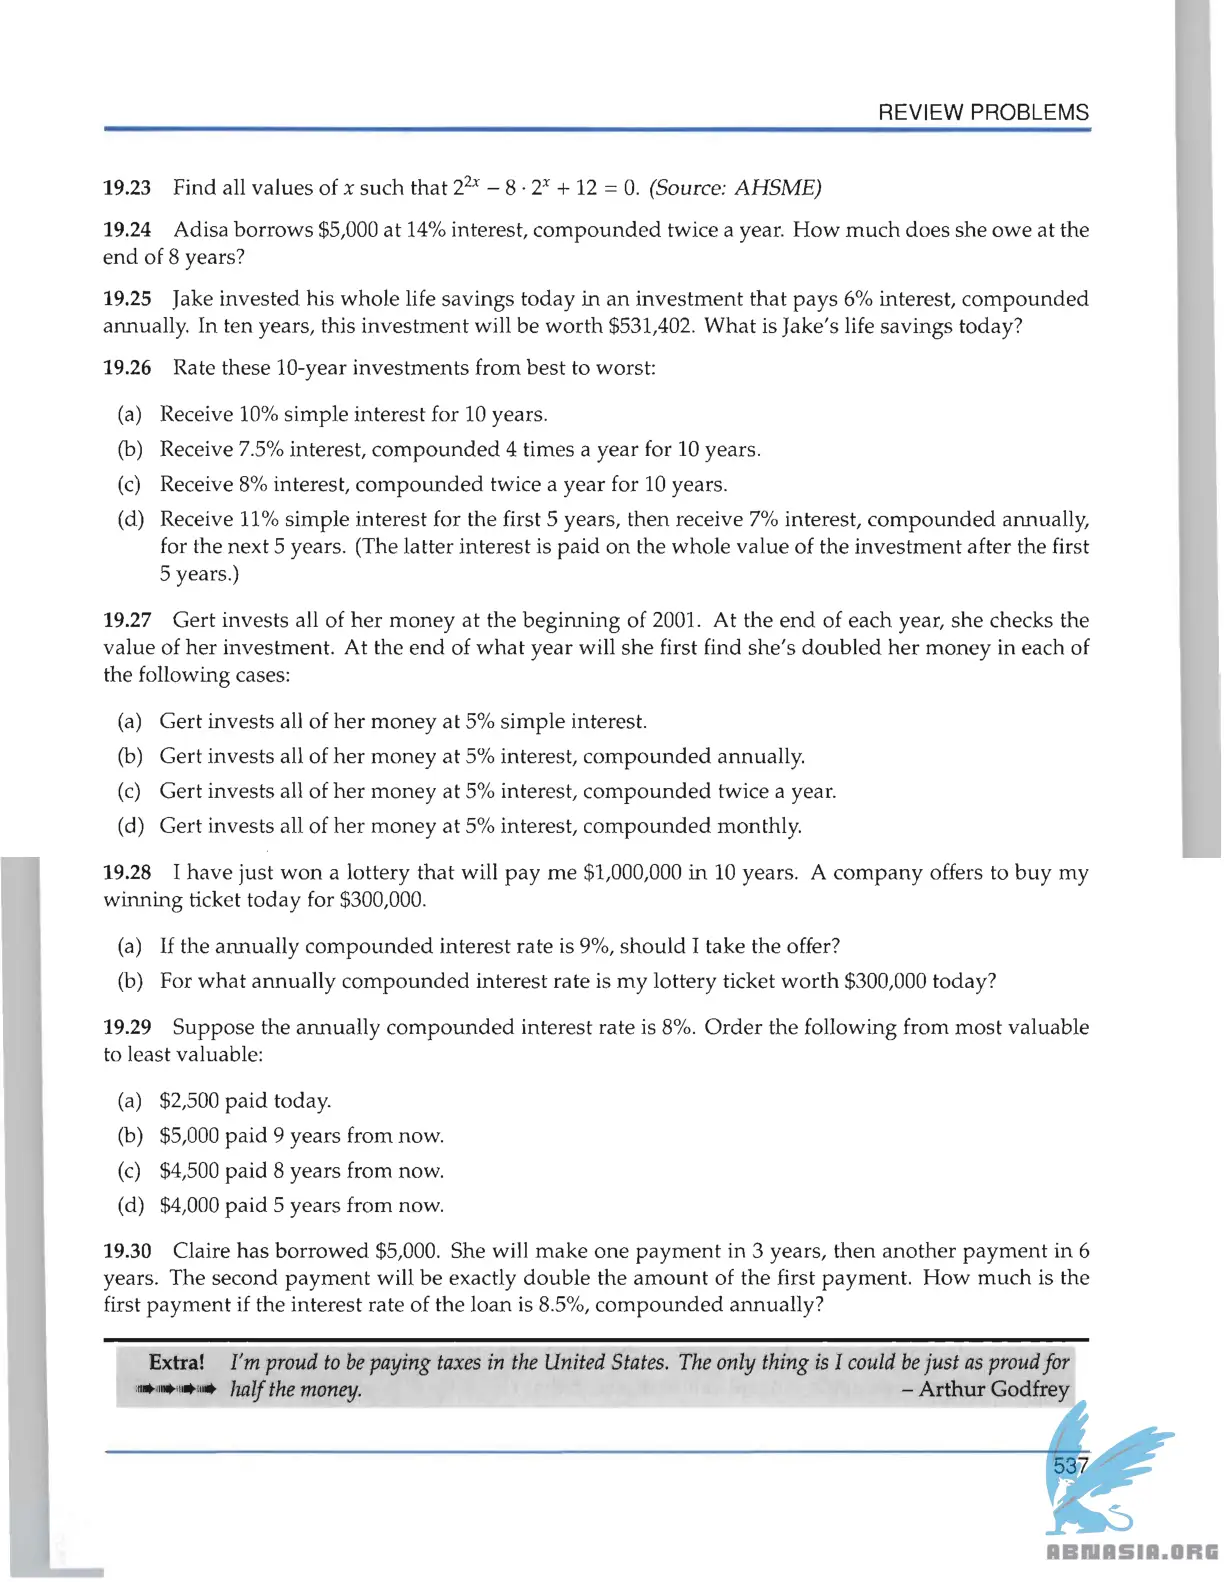 REVIEW PROBLEMS
19.23 Find all values of x such that 2²ˣ − 8 · 2ˣ + 12 = 0. (Source: AHSME)
19.24 Adisa borrows $5,000 at 14% interest, compounded twice a year. How much does she owe at the
end of 8 years?
19.25 Jake invested his whole life savings today in an investment that pays 6% interest, compounded
annually. In ten years, this investment will be worth $531,402. What is Jake's life savings today?
19.26 Rate these 10-year investments from best to worst:
(a) Receive 10% simple interest for 10 years.
(b) Receive 7.5% interest, compounded 4 times a year for 10 years.
(c) Receive 8% interest, compounded twice a year for 10 years.
(d) Receive 11% simple interest for the first 5 years, then receive 7% interest, compounded annually,
for the next 5 years. (The latter interest is paid on the whole value of the investment after the first
5 years.)
19.27 Gert invests all of her money at the beginning of 2001. At the end of each year, she checks the
value of her investment. At the end of what year will she first find she's doubled her money in each of
the following cases:
(a) Gert invests all of her money at 5% simple interest.
(b) Gert invests all of her money at 5% interest, compounded annually.
(c) Gert invests all of her money at 5% interest, compounded twice a year.
(d) Gert invests all of her money at 5% interest, compounded monthly.
19.28 I have just won a lottery that will pay me $1,000,000 in 10 years. A company offers to buy my
winning ticket today for $300,000.
(a) If the annually compounded interest rate is 9%, should I take the offer?
(b) For what annually compounded interest rate is my lottery ticket worth $300,000 today?
19.29 Suppose the annually compounded interest rate is 8%. Order the following from most valuable
to least valuable:
(a) $2,500 paid today.
(b) $5,000 paid 9 years from now.
(c) $4,500 paid 8 years from now.
(d) $4,000 paid 5 years from now.
19.30 Claire has borrowed $5,000. She will make one payment in 3 years, then another payment in 6
years. The second payment will be exactly double the amount of the first payment. How much is the
first payment if the interest rate of the loan is 8.5%, compounded annually?
Extra! I'm proud to be paying taxes in the United States. The only thing is I could be just as proud for
half the money. – Arthur Godfrey
537
ABNASIA.ORG